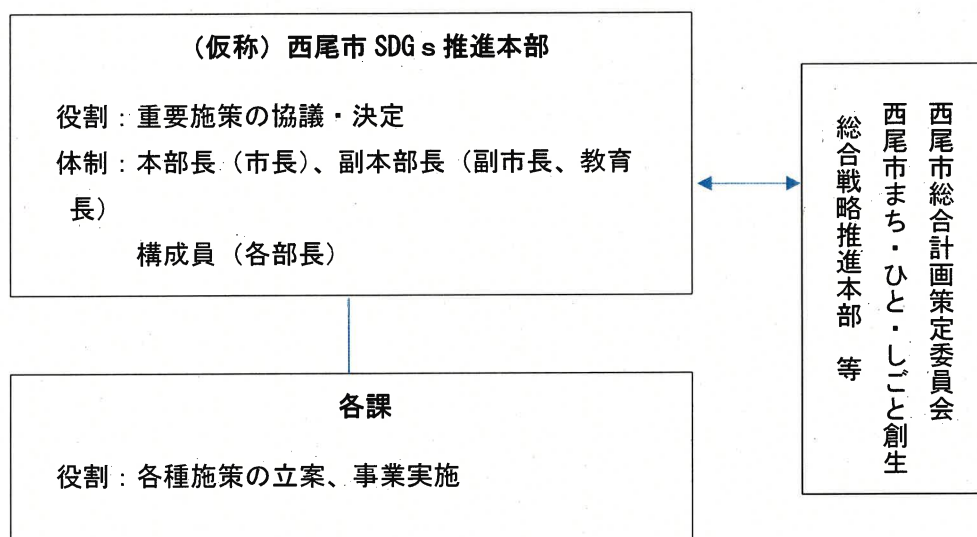 (仮称)西尾市 SDGs推進本部
役割:重要施策の協議・決定
体制:本部長(市長)、副本部長(副市長、教育
長)
構成員(各部長)
西尾市総合計画策定委員会
西尾市まち・ひと・しごと創生
総合戦略推進本部 等
各課
役割:各種施策の立案、事業実施